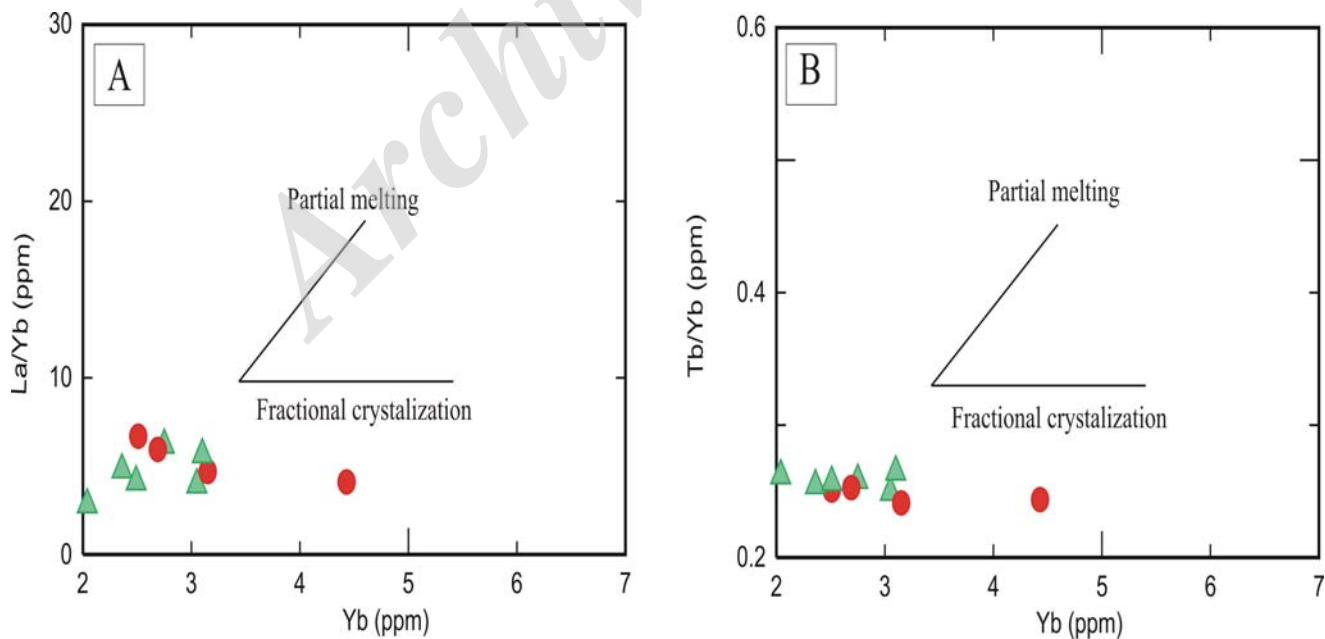 A
30
20
10
0
La/Yb (ppm)
Partial melting
Fractional crystalization
2 3 4 5 6 7
Yb (ppm)
B
0.6
0.4
0.2
Tb/Yb (ppm)
Partial melting
Fractional crystalization
2 3 4 5 6 7
Yb (ppm)